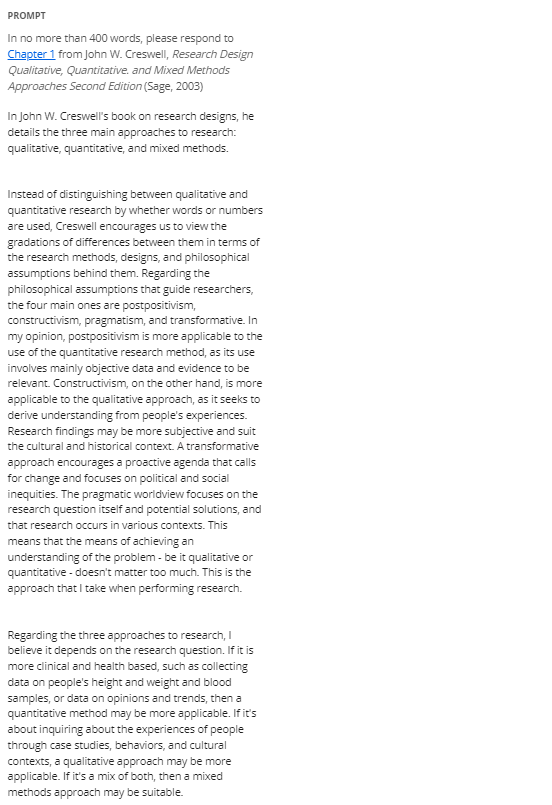 PROMPT
In no more than 400 words, please respond to
Chapter 1 from John W. Creswell, Research Design
Qualitative, Quantitative. and Mixed Methods
Approaches Second Edition (Sage, 2003)
In John W. Creswell's book on research designs, he
details the three main approaches to research:
qualitative, quantitative, and mixed methods.
Instead of distinguishing between qualitative and
quantitative research by whether words or numbers
are used, Creswell encourages us to view the
gradations of differences between them in terms of
the research methods, designs, and philosophical
assumptions behind them. Regarding the
philosophical assumptions that guide researchers,
the four main ones are postpositivism,
constructivism, pragmatism, and transformative. In
my opinion, postpositivism is more applicable to the
use of the quantitative research method, as its use
involves mainly objective data and evidence to be
relevant. Constructivism, on the other hand, is more
applicable to the qualitative approach, as it seeks to
derive understanding from people's experiences.
Research findings may be more subjective and suit
the cultural and historical context. A transformative
approach encourages a proactive agenda that calls
for change and focuses on political and social
inequities. The pragmatic worldview focuses on the
research question itself and potential solutions, and
that research occurs in various contexts. This
means that the means of achieving an
understanding of the problem - be it qualitative or
quantitative - doesn't matter too much. This is the
approach that I take when performing research.
Regarding the three approaches to research, I
believe it depends on the research question. If it is
more clinical and health based, such as collecting
data on people's height and weight and blood
samples, or data on opinions and trends, then a
quantitative method may be more applicable. If it's
about inquiring about the experiences of people
through case studies, behaviors, and cultural
contexts, a qualitative approach may be more
applicable. If it's a mix of both, then a mixed
methods approach may be suitable.